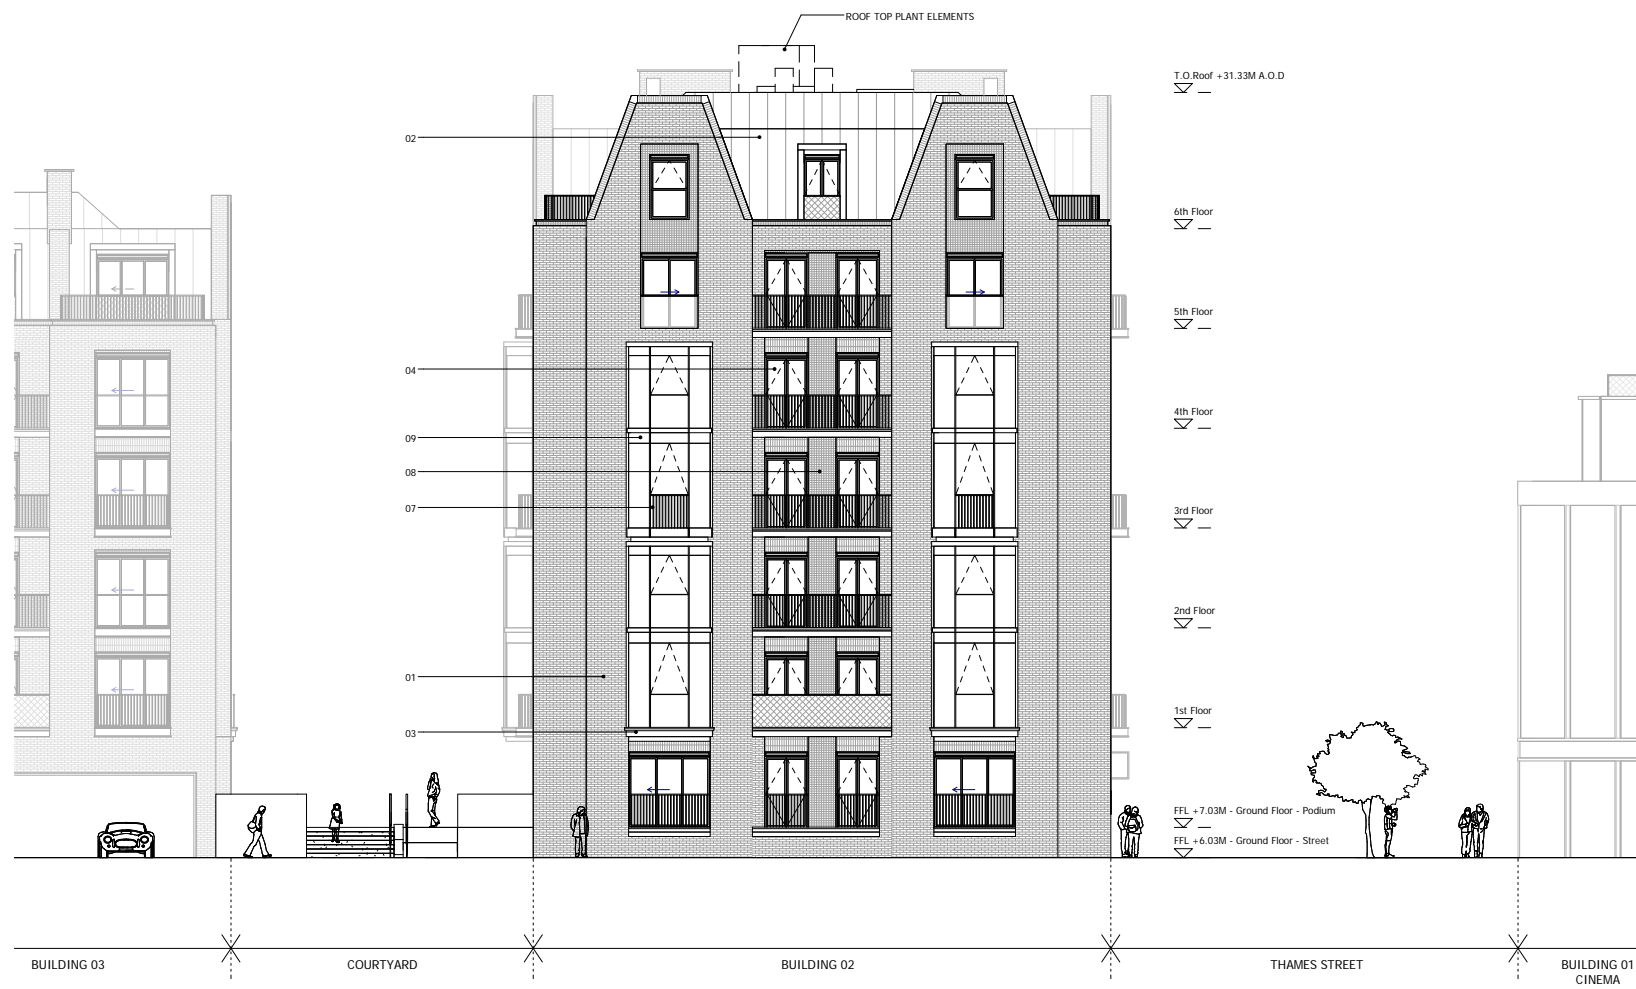 ROOF TOP PLANT ELEMENTS
T.O.Roof +31.33M A.O.D
02
6th Floor
5th Floor
04
4th Floor
09
08
07
3rd Floor
2nd Floor
01
1st Floor
03
FFL +7.03M - Ground Floor - Podium
FFL +6.03M - Ground Floor - Street
BUILDING 03
COURTYARD
BUILDING 02
THAMES STREET
BUILDING 01
CINEMA